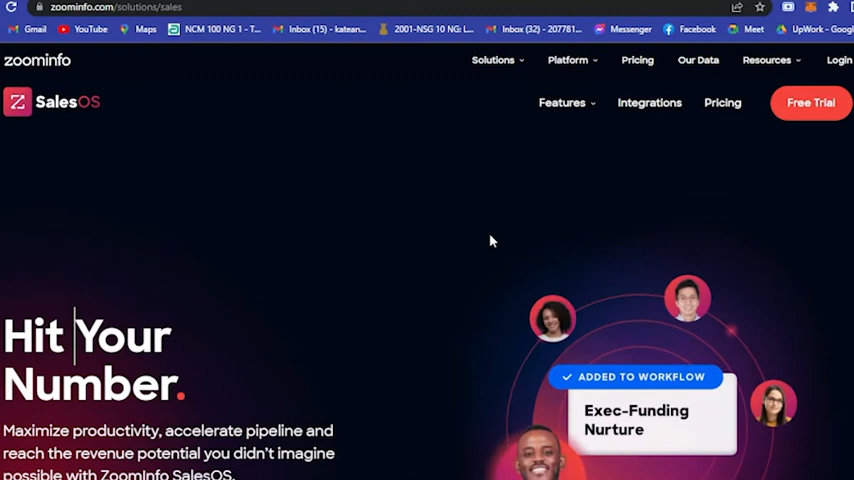 zoominfo.com/solutions/sales
Gmail YouTube Maps NCM 100 NG 1 - T... Inbox (15) - katean... 2001-NSG 10 NG: L... Inbox (32) - 207781... Messenger Facebook Meet UpWork - Googl
zoominfo Solutions Platform Pricing Our Data Resources Login
SalesOS Features Integrations Pricing Free Trial
Hit Your
Number.
Maximize productivity, accelerate pipeline and
reach the revenue potential you didn't imagine
possible with ZoomInfo SalesOS.
ADDED TO WORKFLOW
Exec-Funding
Nurture